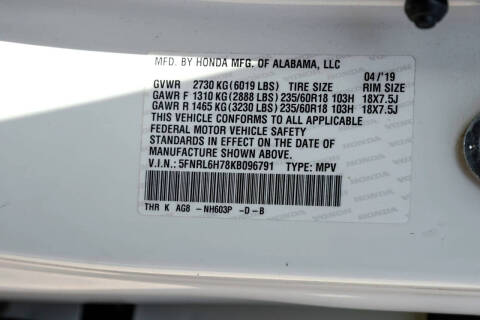 MFD. BY HONDA MFG. OF ALABAMA, LLC
04/'19
GVWR 2730 KG (6019 LBS) TIRE SIZE RIM SIZE
GAWR F 1310 KG (2888 LBS) 235/60R18 103H 18X7.5J
GAWR R 1465 KG (3230 LBS) 235/60R18 103H 18X7.5J
THIS VEHICLE CONFORMS TO ALL APPLICABLE
FEDERAL MOTOR VEHICLE SAFETY
STANDARDS IN EFFECT ON THE DATE OF
MANUFACTURE SHOWN ABOVE.
V.I.N.: 5FNRL6H78KB096791 TYPE: MPV
THR K AG8 -NH603P -D-B